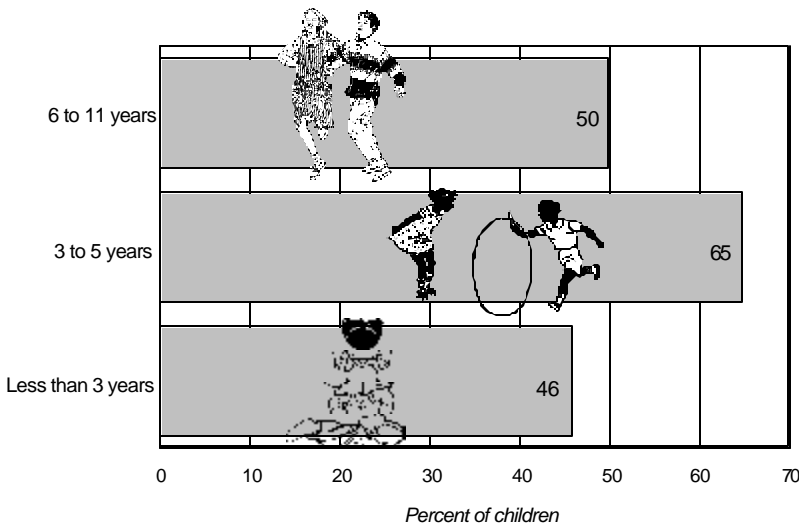 6 to 11 years
50
3 to 5 years
65
Less than 3 years
46
0 10 20 30 40 50 60 70
Percent of children